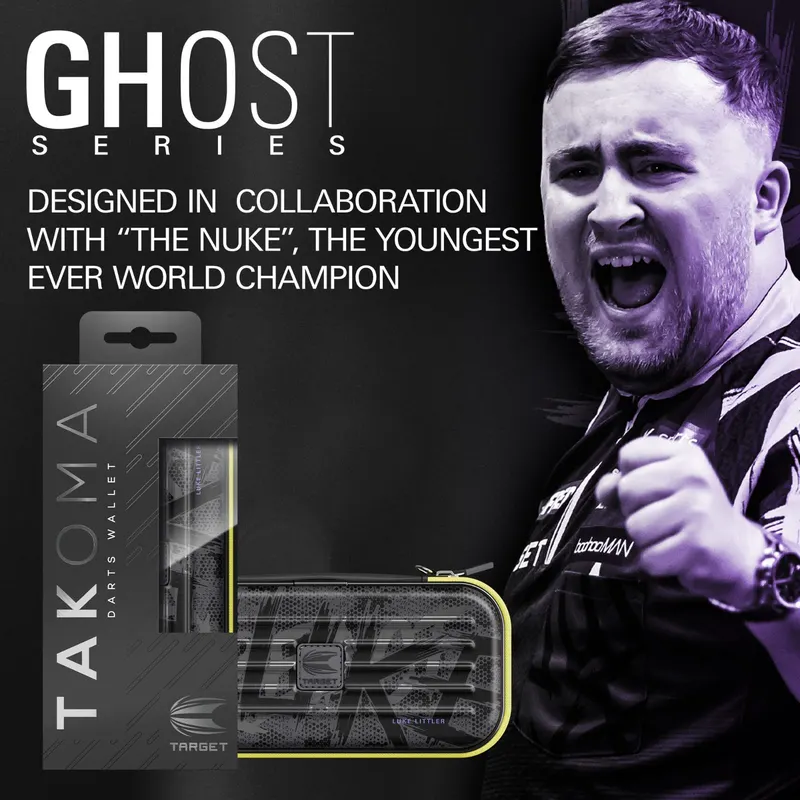 GHOST
SERIES
DESIGNED IN COLLABORATION
WITH “THE NUKE”, THE YOUNGEST
EVER WORLD CHAMPION
TAKOMA
DARTS WALLET
LUKE LITTLER
TARGET
TARGET
LUKE LITTLER
boohooMAN